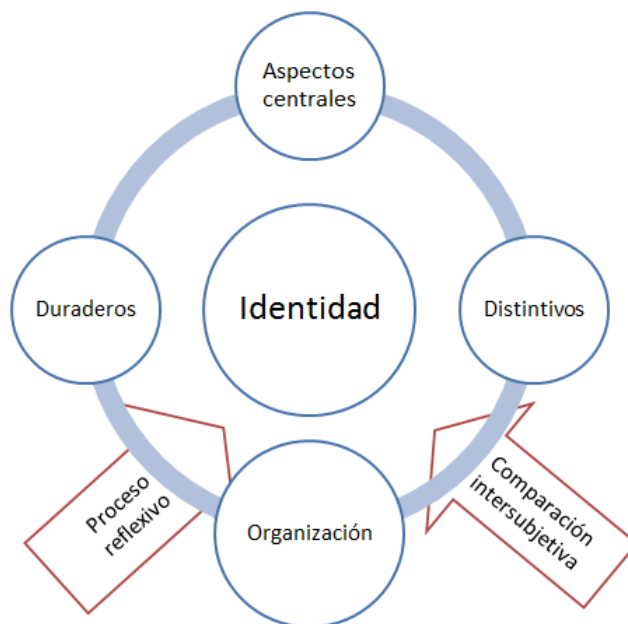 Aspectos
centrales
Duraderos
Identidad
Distintivos
Proceso
reflexivo
Organización
Comparación
intersubjetiva